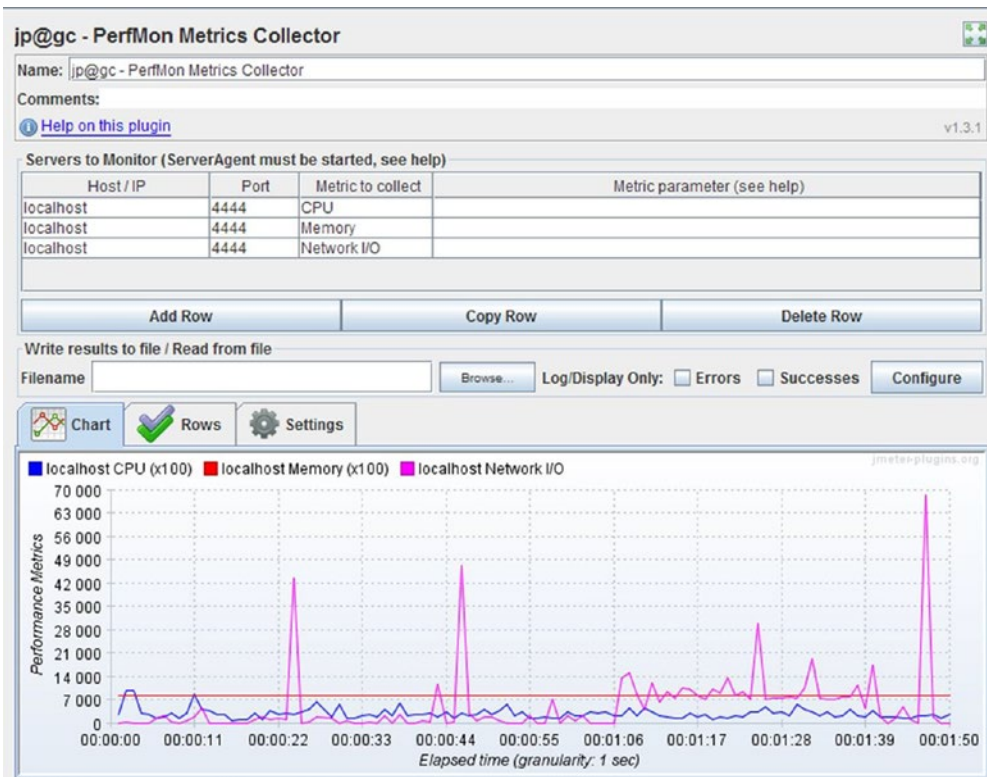 jp@gc - PerfMon Metrics Collector
Name: jp@gc - PerfMon Metrics Collector
Comments:
Help on this plugin
v1.3.1
Servers to Monitor (ServerAgent must be started, see help)
Host / IP Port Metric to collect Metric parameter (see help)
localhost 4444 CPU
localhost 4444 Memory
localhost 4444 Network I/O
Add Row Copy Row Delete Row
Write results to file / Read from file
Filename Browse... Log/Display Only: Errors Successes Configure
Chart Rows Settings
localhost CPU (x100) localhost Memory (x100) localhost Network I/O
jmeter-plugins.org
Performance Metrics
70 000
63 000
56 000
49 000
42 000
35 000
28 000
21 000
14 000
7 000
0
00:00:00 00:00:11 00:00:22 00:00:33 00:00:44 00:00:55 00:01:06 00:01:17 00:01:28 00:01:39 00:01:50
Elapsed time (granularity: 1 sec)